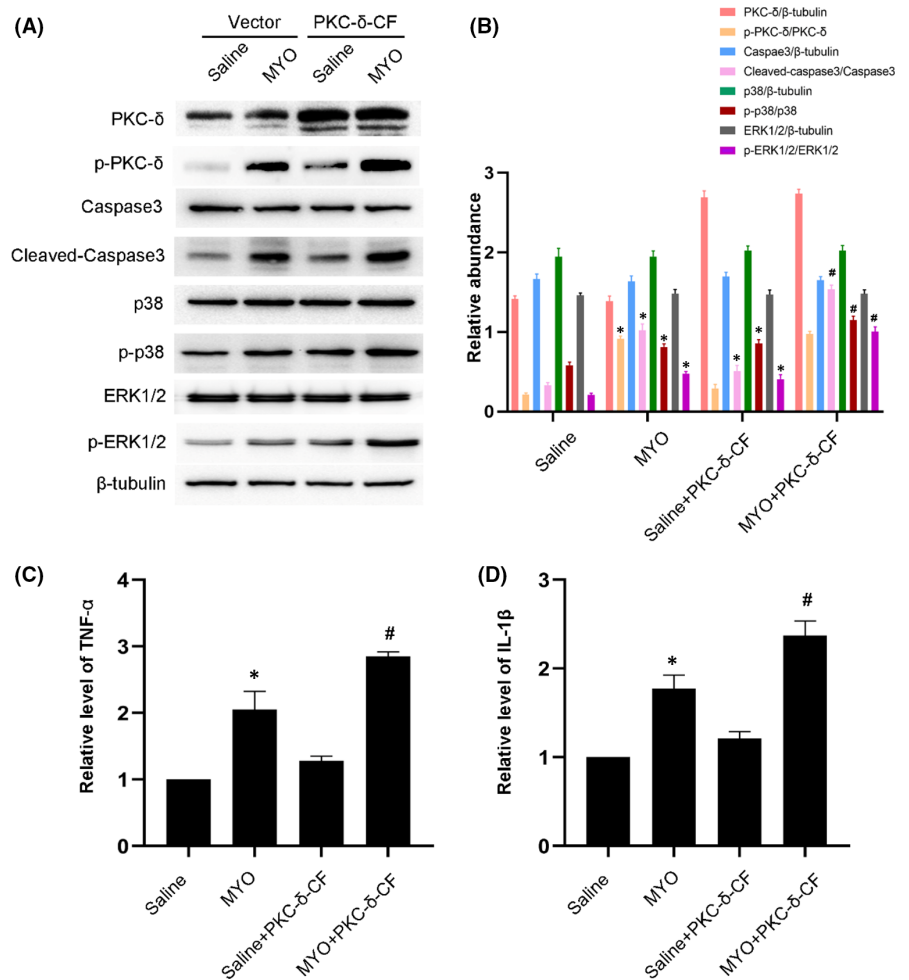 (A)
Vector PKC-δ-CF
Saline MYO Saline MYO
PKC-δ
p-PKC-δ
Caspase3
Cleaved-Caspase3
p38
p-p38
ERK1/2
p-ERK1/2
β-tubulin
(B)
PKC-δ/β-tubulin
p-PKC-δ/PKC-δ
Caspae3/β-tubulin
Cleaved-caspase3/Caspase3
p38/β-tubulin
p-p38/p38
ERK1/2/β-tubulin
p-ERK1/2/ERK1/2
Relative abundance
3
2
1
0
* * * * * * * # # #
Saline MYO Saline+PKC-δ-CF MYO+PKC-δ-CF
(C)
Relative level of TNF-α
4
3
2
1
0
* #
Saline MYO Saline+PKC-δ-CF MYO+PKC-δ-CF
(D)
Relative level of IL-1β
3
2
1
0
* #
Saline MYO Saline+PKC-δ-CF MYO+PKC-δ-CF